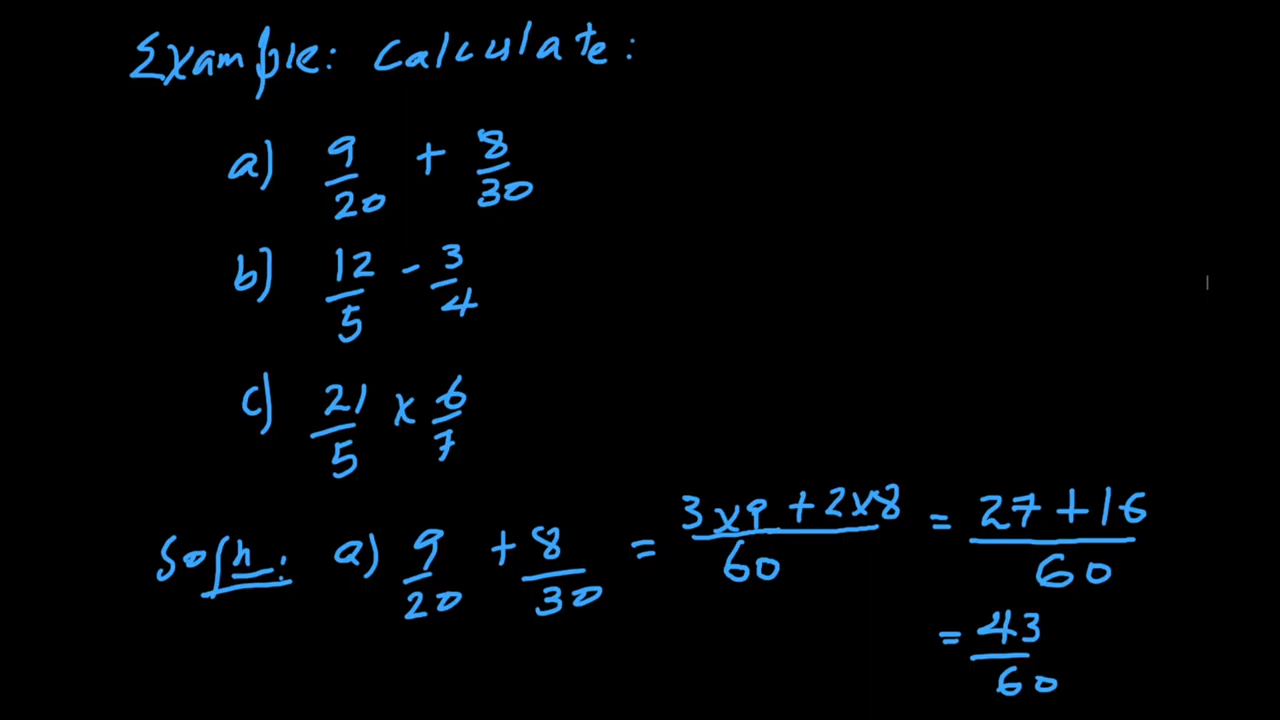 Example: Calculate:
a) 9/20 + 8/30
b) 12/5 - 3/4
c) 21/5 x 6/7
Soln: a) 9/20 + 8/30 = (3x9 + 2x8)/60 = (27+16)/60
= 43/60